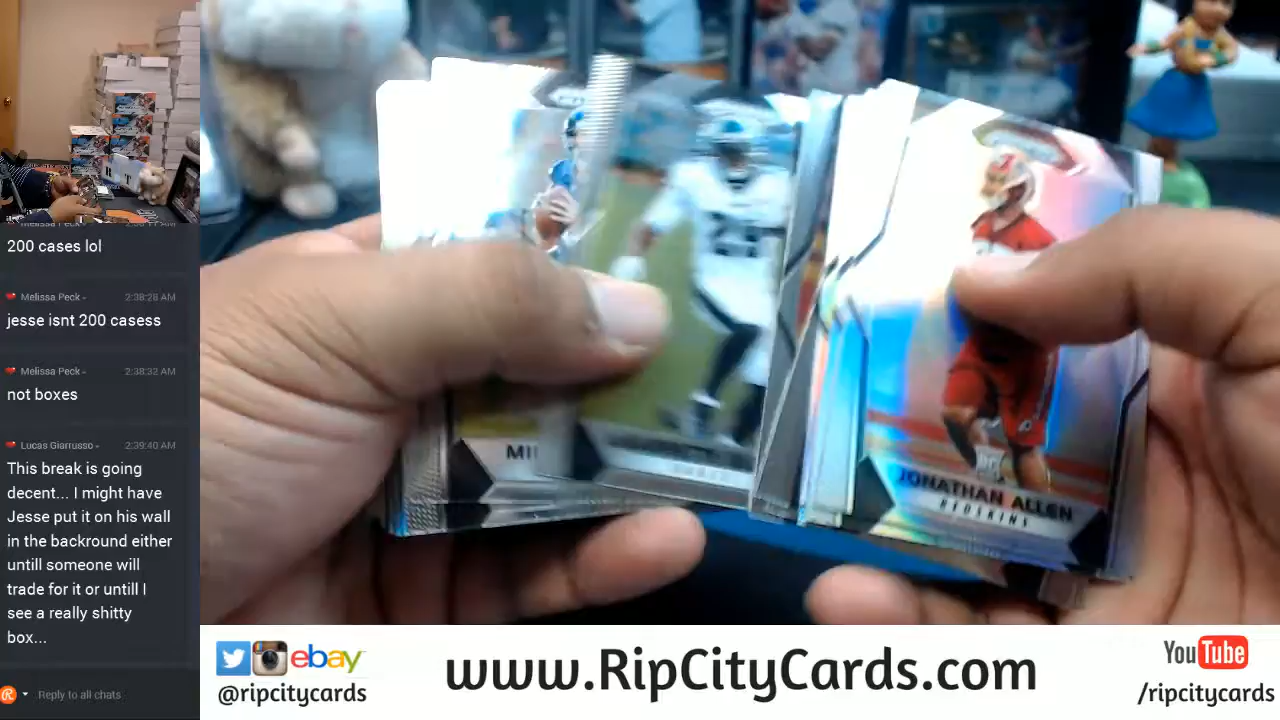 200 cases lol
Melissa Peck - 2:38:28 AM
jesse isnt 200 casess
Melissa Peck - 2:38:32 AM
not boxes
Lucas Giarrusso - 2:39:40 AM
This break is going
decent... I might have
Jesse put it on his wall
in the backround either
untill someone will
trade for it or untill I
see a really shitty
box...
Reply to all chats
MI
JONATHAN ALLEN
REDSKINS
ebay
@ripcitycards
www.RipCityCards.com
YouTube
/ripcitycards